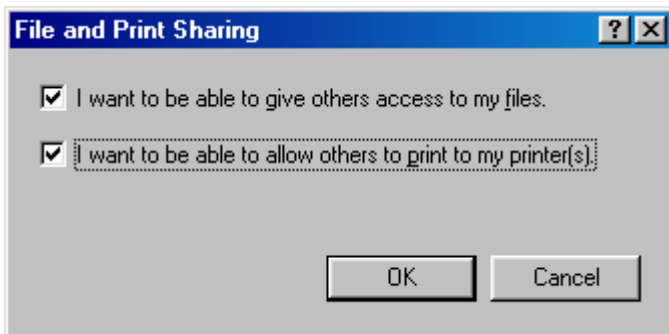 File and Print Sharing
I want to be able to give others access to my files.
I want to be able to allow others to print to my printer(s).
OK Cancel